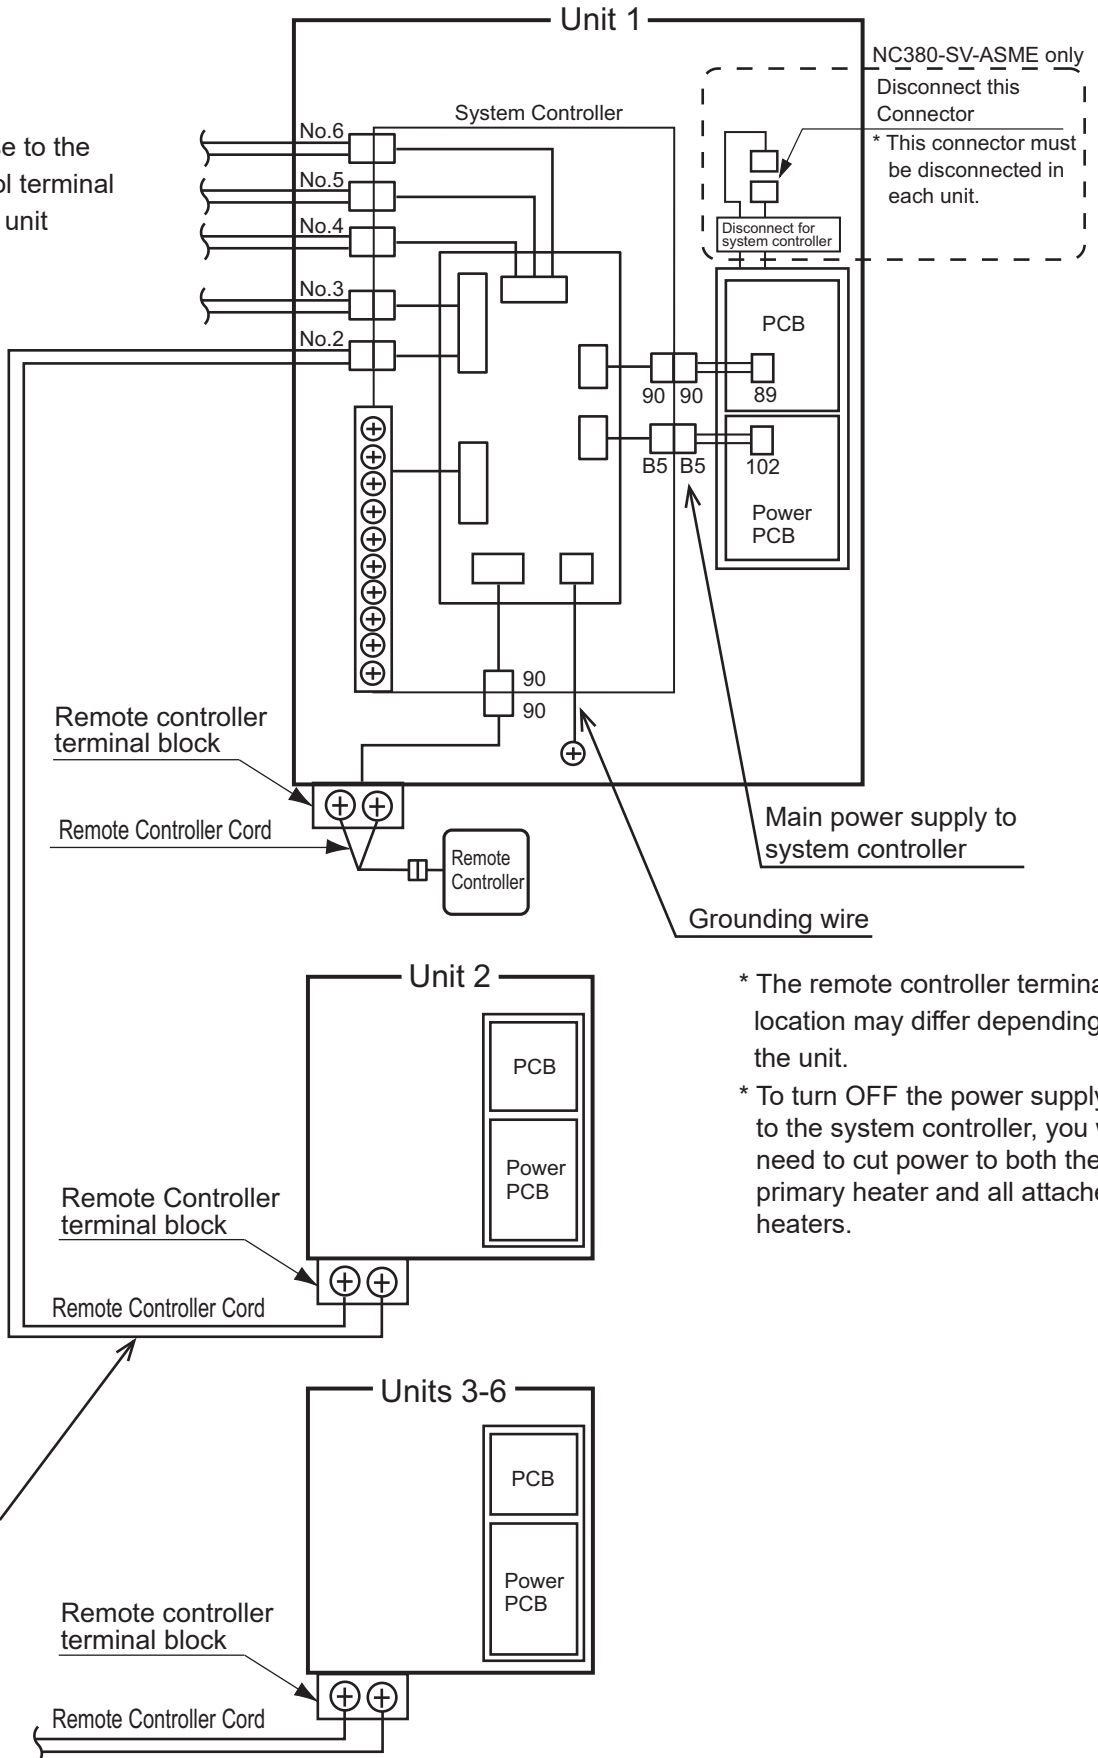 Unit 1
NC380-SV-ASME only
Disconnect this
Connector
* This connector must
be disconnected in
each unit.
Disconnect for
system controller
System Controller
to the
terminal
unit
No.6
No.5
No.4
No.3
No.2
PCB
90 90
89
B5 B5
102
Power
PCB
90
90
Remote controller
terminal block
Remote Controller Cord
Remote
Controller
Main power supply to
system controller
Grounding wire
* The remote controller
location may differ depending
the unit.
* To turn OFF the power supply
to the system controller, you
need to cut power to both the
primary heater and all
heaters.
Unit 2
PCB
Power
PCB
Remote Controller
terminal block
Remote Controller Cord
Units 3-6
PCB
Power
PCB
Remote controller
terminal block
Remote Controller Cord